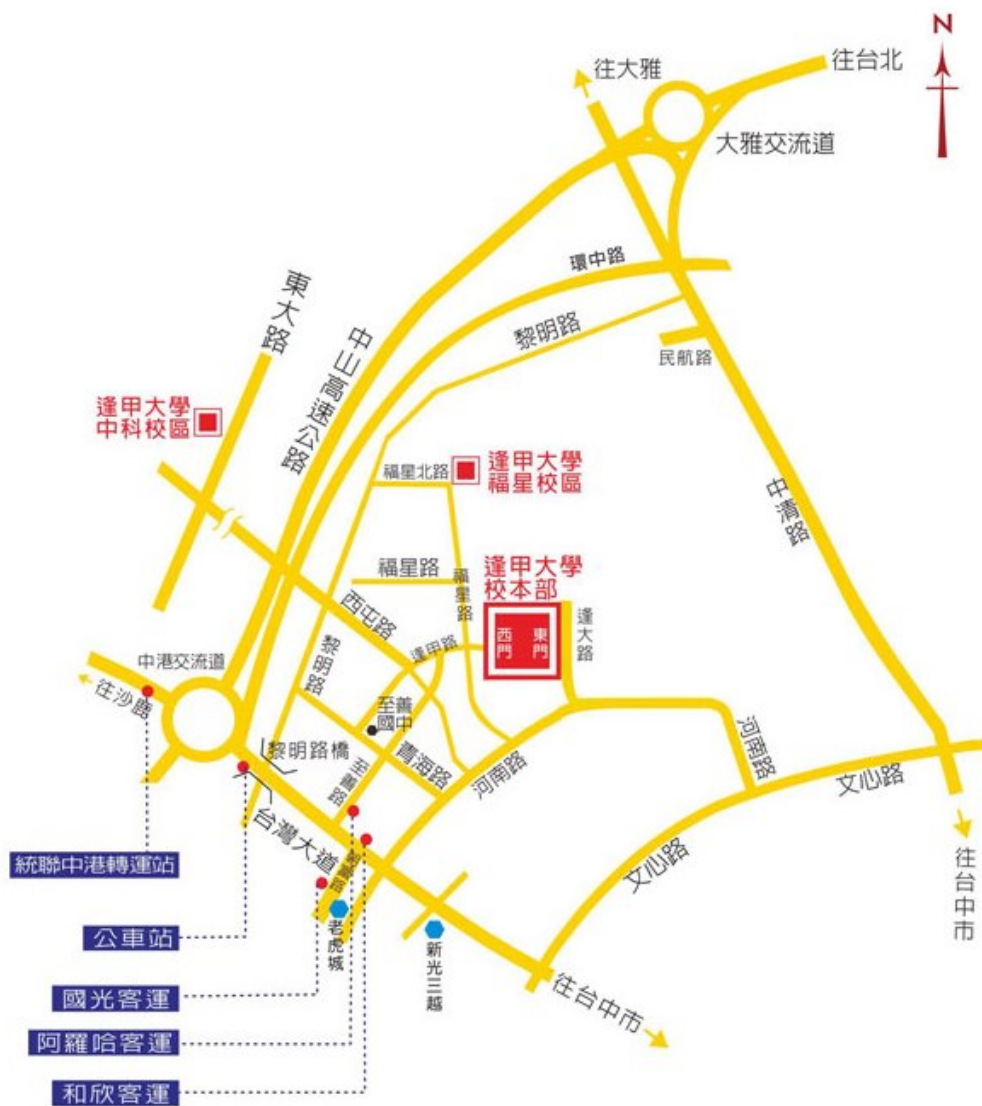 N
往大雅
往台北
大雅交流道
環中路
東大路
黎明路
民航路
中山高速公路
逢甲大學
中科校區
福星北路
逢甲大學
福星校區
中清路
福星路
福星路
逢甲大學
校本部
西門
東門
逢大路
西屯路
逢甲路
黎明路
中港交流道
往沙鹿
至善國中
青海路
河南路
河南路
黎明路橋
至善路
文心路
文心路
台灣大道
統聯中港轉運站
往台中市
公車站
老虎城
新光三越
國光客運
往台中市
阿羅哈客運
和欣客運